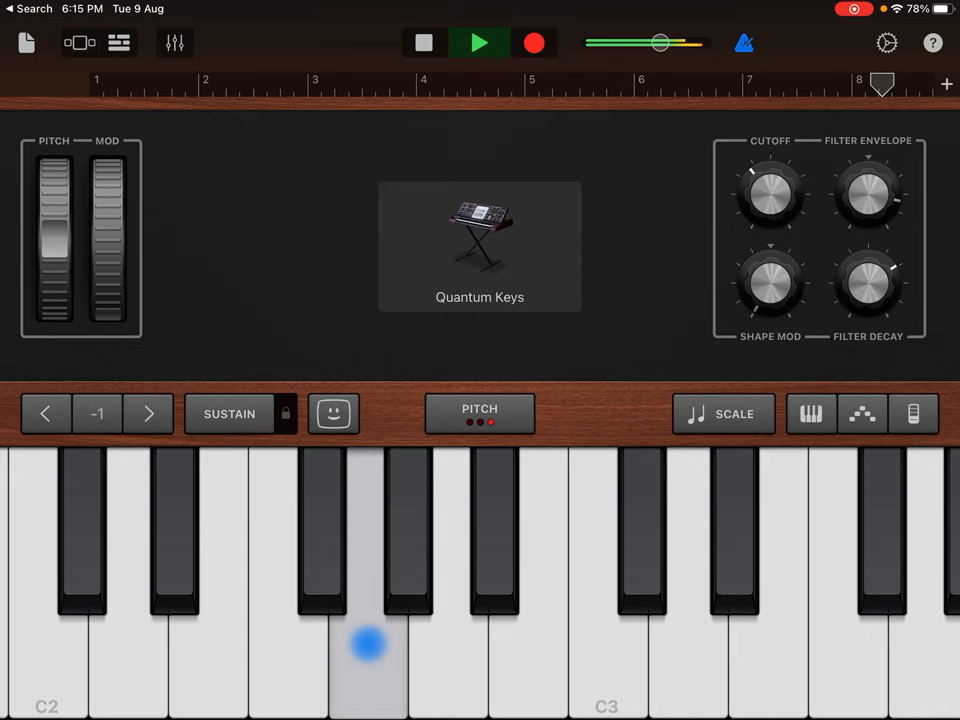 Search 6:15 PM Tue 9 Aug 78%
?
1 2 3 4 5 6 7 8 +
PITCH MOD CUTOFF FILTER ENVELOPE
Quantum Keys
SHAPE MOD FILTER DECAY
-1 SUSTAIN PITCH SCALE
C2 C3